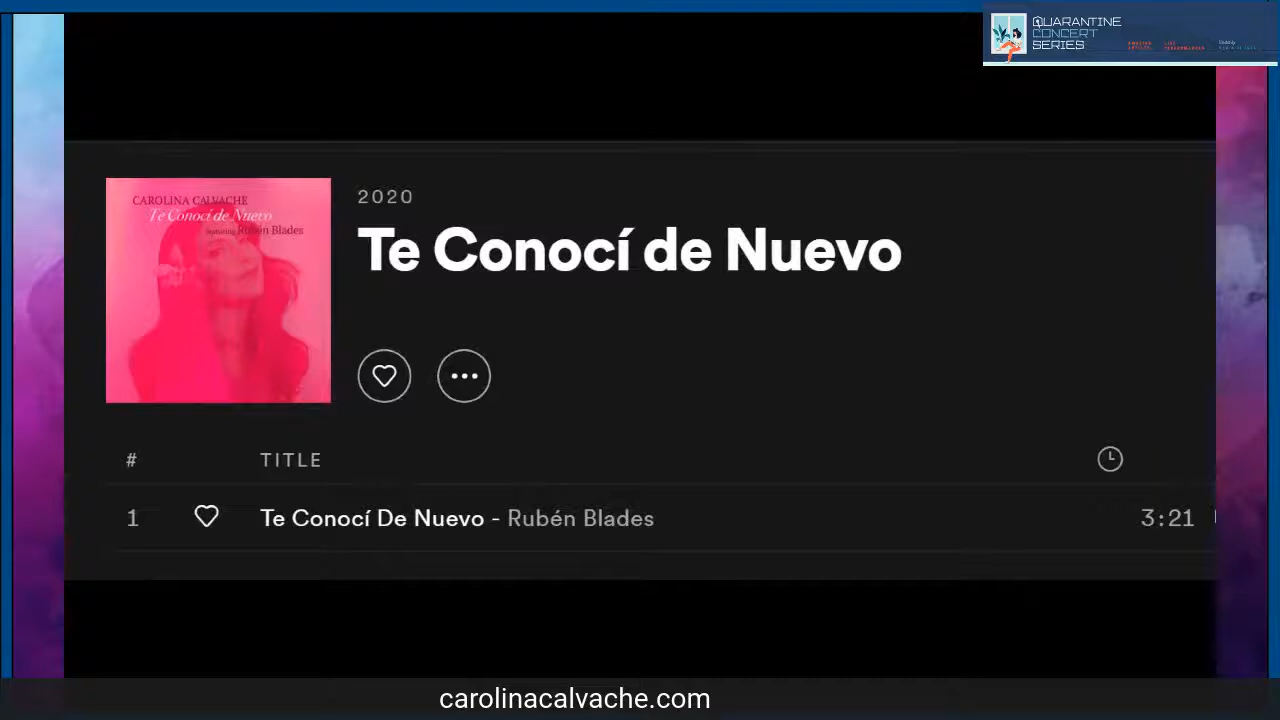 QUARANTINE
CONCERT
SERIES
CAROLINA CALVACHE
Te Conocí de Nuevo
featuring Rubén Blades
2020
Te Conocí de Nuevo
# TITLE
1 Te Conocí De Nuevo - Rubén Blades 3:21
carolinacalvache.com